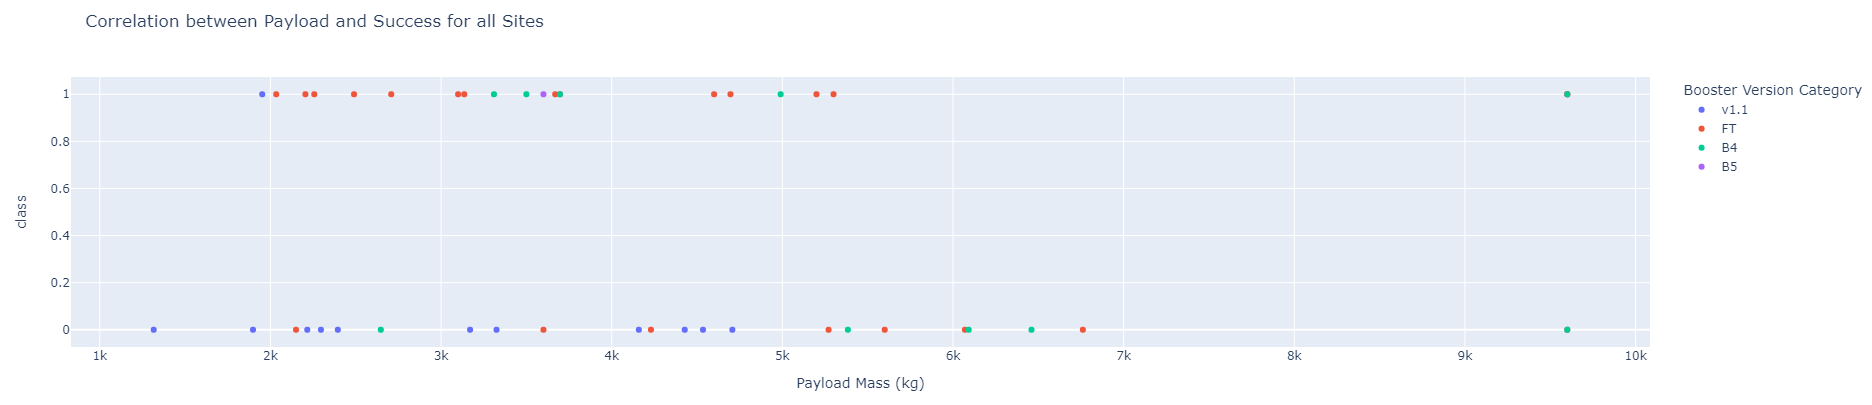 Correlation between Payload and Success for all Sites
Booster Version Category
v1.1
FT
B4
B5
class
1
0.8
0.6
0.4
0.2
0
1k 2k 3k 4k 5k 6k 7k 8k 9k 10k
Payload Mass (kg)